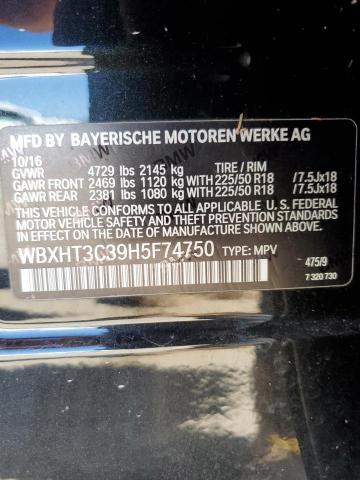 MFD BY BAYERISCHE MOTOREN WERKE AG
10/16
GVWR 4729 lbs 2145 kg TIRE / RIM
GAWR FRONT 2469 lbs 1120 kg WITH 225/50 R18 /7.5Jx18
GAWR REAR 2381 lbs 1080 kg WITH 225/50 R18 /7.5Jx18
THIS VEHICLE CONFORMS TO ALL APPLICABLE U.S. FEDERAL
MOTOR VEHICLE SAFETY, BUMPER, AND THEFT PREVENTION
STANDARDS IN EFFECT ON THE DATE OF MANUFACTURE
SHOWN ABOVE.
WBXHT3C39H5F74750 TYPE: MPV
475/9
7 320 730